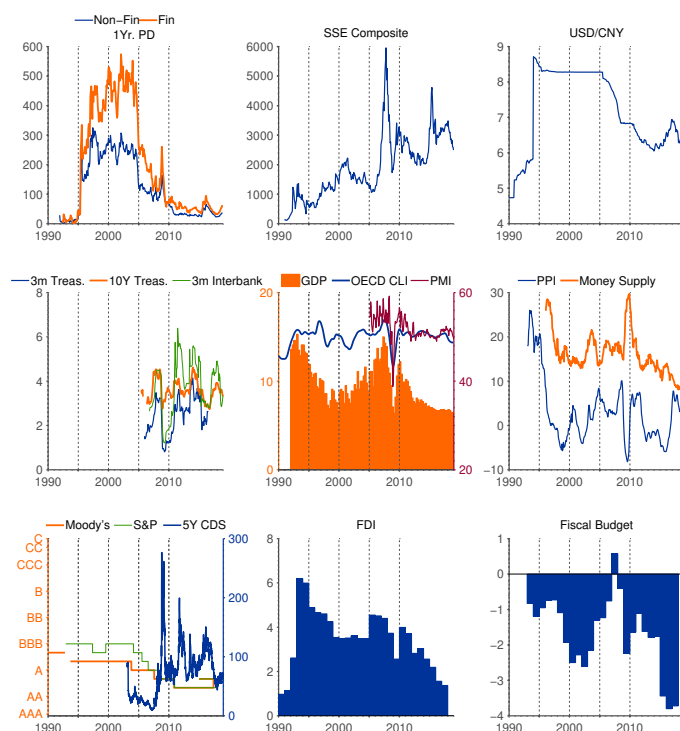 Non-Fin Fin
1Yr. PD
600
500
400
300
200
100
0
1990 2000 2010
SSE Composite
6000
5000
4000
3000
2000
1000
0
1990 2000 2010
USD/CNY
9
8
7
6
5
4
1990 2000 2010
3m Treas. 10Y Treas. 3m Interbank
8
6
4
2
0
1990 2000 2010
GDP OECD CLI PMI
20 60
10 40
0 20
1990 2000 2010
PPI Money Supply
30
20
10
0
−10
1990 2000 2010
Moody's S&P 5Y CDS
C 300
CC
CCC
B 200
BB
BBB
A 100
AA
AAA 0
1990 2000 2010
FDI
8
6
4
2
0
1990 2000 2010
Fiscal Budget
1
0
−1
−2
−3
−4
1990 2000 2010